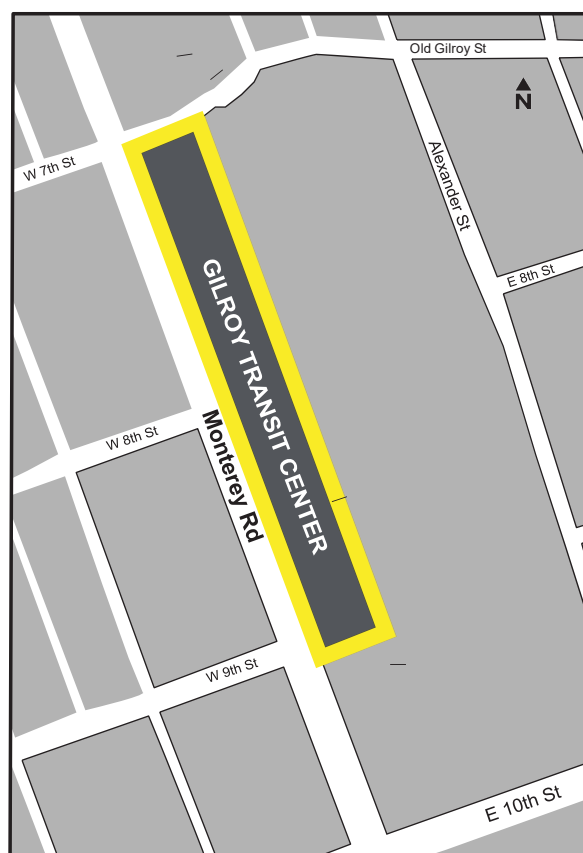 Old Gilroy St
N
W 7th St
Alexander St
E 8th St
GILROY TRANSIT CENTER
W 8th St
Monterey Rd
W 9th St
E 10th St